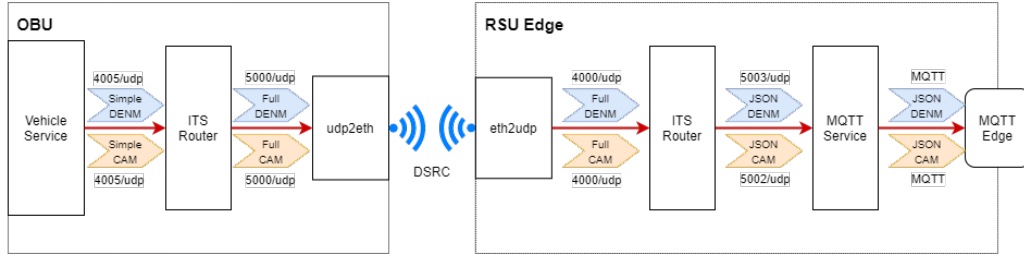 OBU
Vehicle
Service
4005/udp
Simple
DENM
Simple
CAM
4005/udp
ITS
Router
5000/udp
Full
DENM
Full
CAM
5000/udp
udp2eth
DSRC
RSU Edge
eth2udp
4000/udp
Full
DENM
Full
CAM
4000/udp
ITS
Router
5003/udp
JSON
DENM
JSON
CAM
5002/udp
MQTT
Service
MQTT
JSON
DENM
JSON
CAM
MQTT
MQTT
Edge